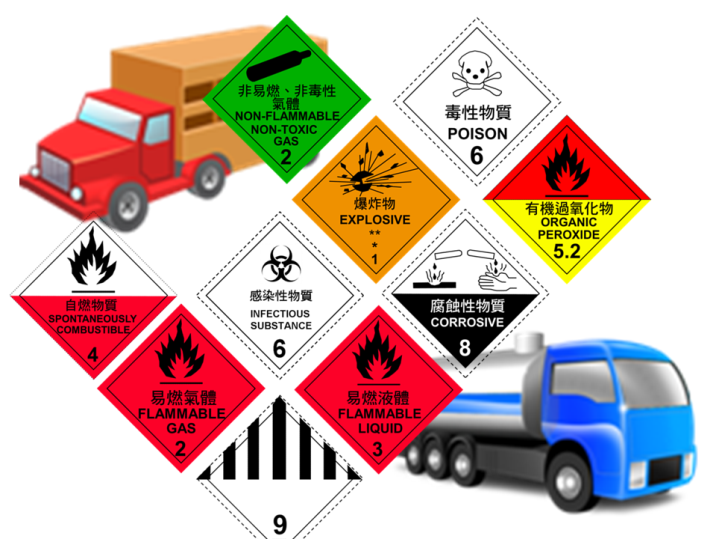 非易燃、非毒性
氣體
NON-FLAMMABLE
NON-TOXIC
GAS
2
毒性物質
POISON
6
爆炸物
EXPLOSIVE
**
*
1
有機過氧化物
ORGANIC
PEROXIDE
5.2
自燃物質
SPONTANEOUSLY
COMBUSTIBLE
4
感染性物質
INFECTIOUS
SUBSTANCE
6
腐蝕性物質
CORROSIVE
8
易燃氣體
FLAMMABLE
GAS
2
易燃液體
FLAMMABLE
LIQUID
3
9